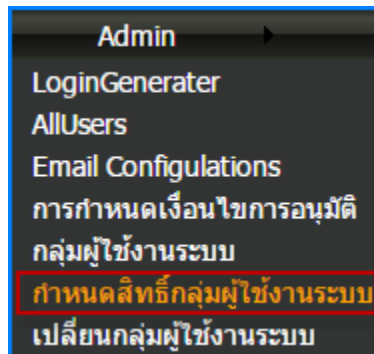 Admin
LoginGenerater
AllUsers
Email Configulations
การกำหนดเงื่อนไขการอนุมัติ
กลุ่มผู้ใช้งานระบบ
กำหนดสิทธิ์กลุ่มผู้ใช้งานระบบ
เปลี่ยนกลุ่มผู้ใช้งานระบบ